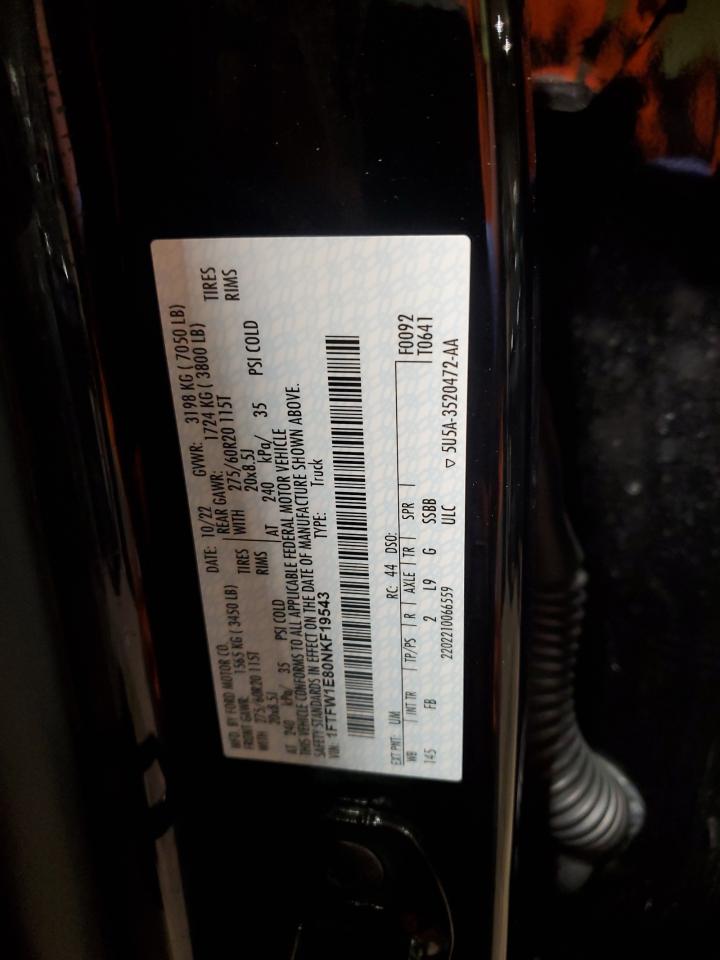 MFD. BY FORD MOTOR CO. DATE: 10/22 GVWR: 3198 KG ( 7050 LB)
FRONT GAWR: 1565 KG ( 3450 LB) REAR GAWR: 1724 KG ( 3800 LB)
WITH 275/60R20 115T TIRES WITH 275/60R20 115T TIRES
20x8.5J RIMS 20x8.5J RIMS
AT 240 kPa/ 35 PSI COLD AT 240 kPa/ 35 PSI COLD
THIS VEHICLE CONFORMS TO ALL APPLICABLE FEDERAL MOTOR VEHICLE
SAFETY STANDARDS IN EFFECT ON THE DATE OF MANUFACTURE SHOWN ABOVE.
VIN: 1FTFW1E80NKF19543 TYPE: Truck
EXT PNT: UM RC: 44 DSO: F0092
WB INT TR TP/PS R AXLE TR SPR T0641
145 FB 2 L9 G SSBB
2202210066559 ULC ▽ 5U5A-3520472-AA